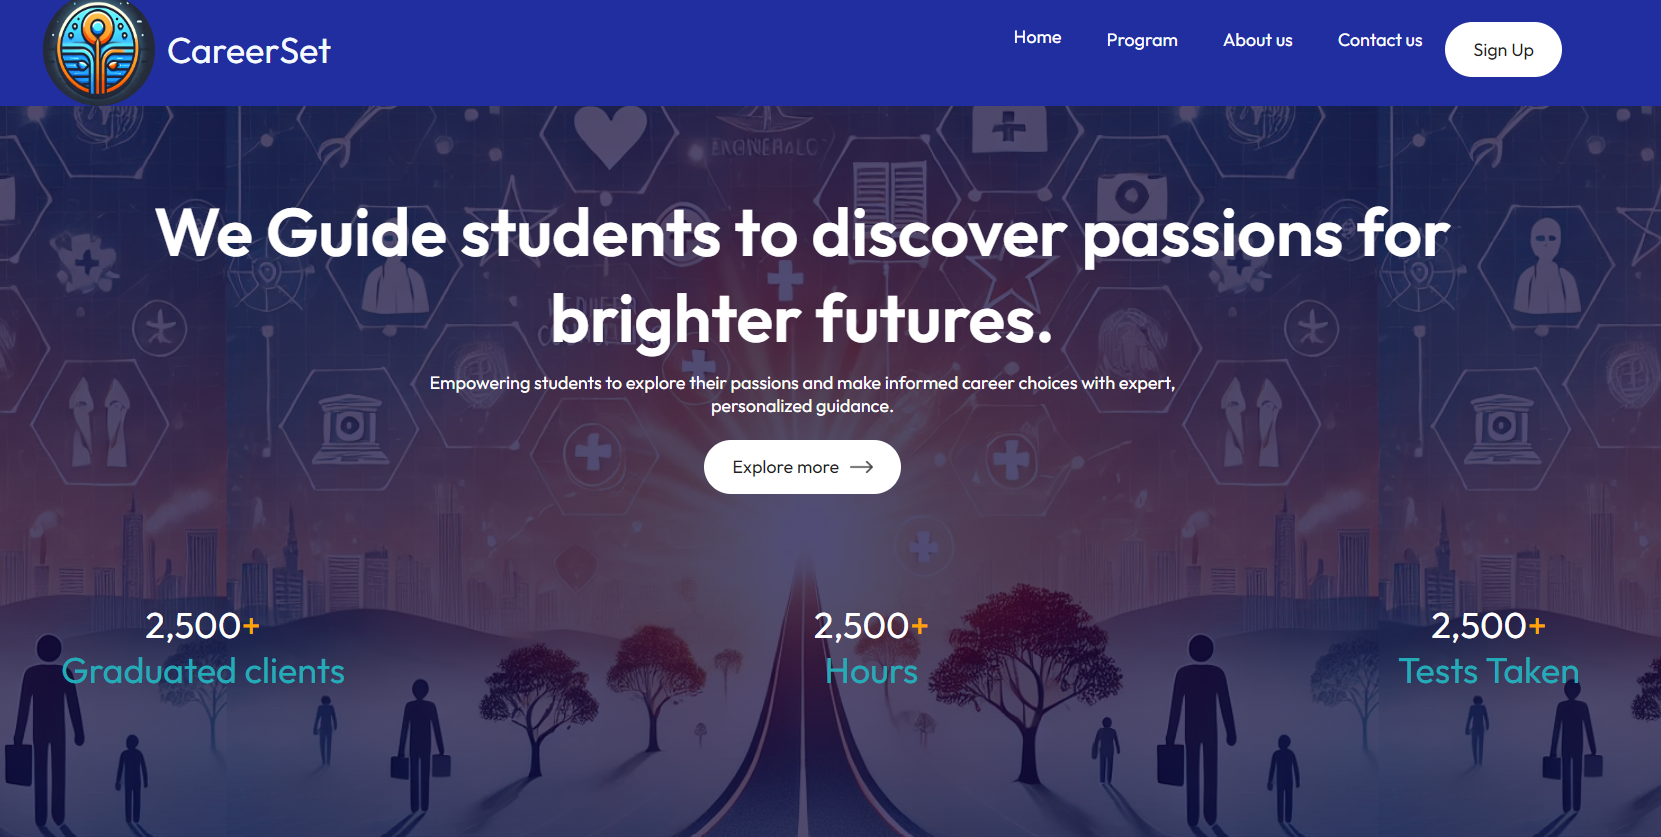 CareerSet
Home Program About us Contact us Sign Up
We Guide students to discover passions for
brighter futures.
Empowering students to explore their passions and make informed career choices with expert,
personalized guidance.
Explore more
2,500+ 2,500+ 2,500+
Graduated clients Hours Tests Taken